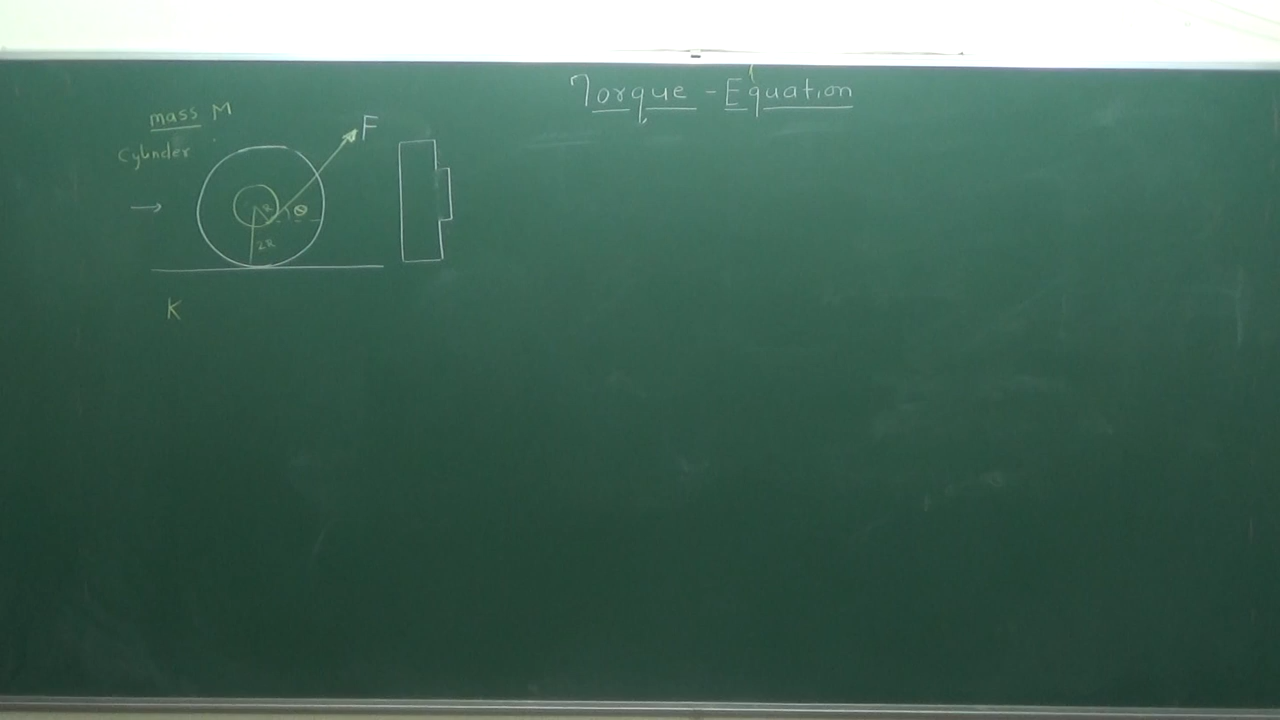 Torque - Equation
mass M
Cylinder
F
R
θ
2R
K